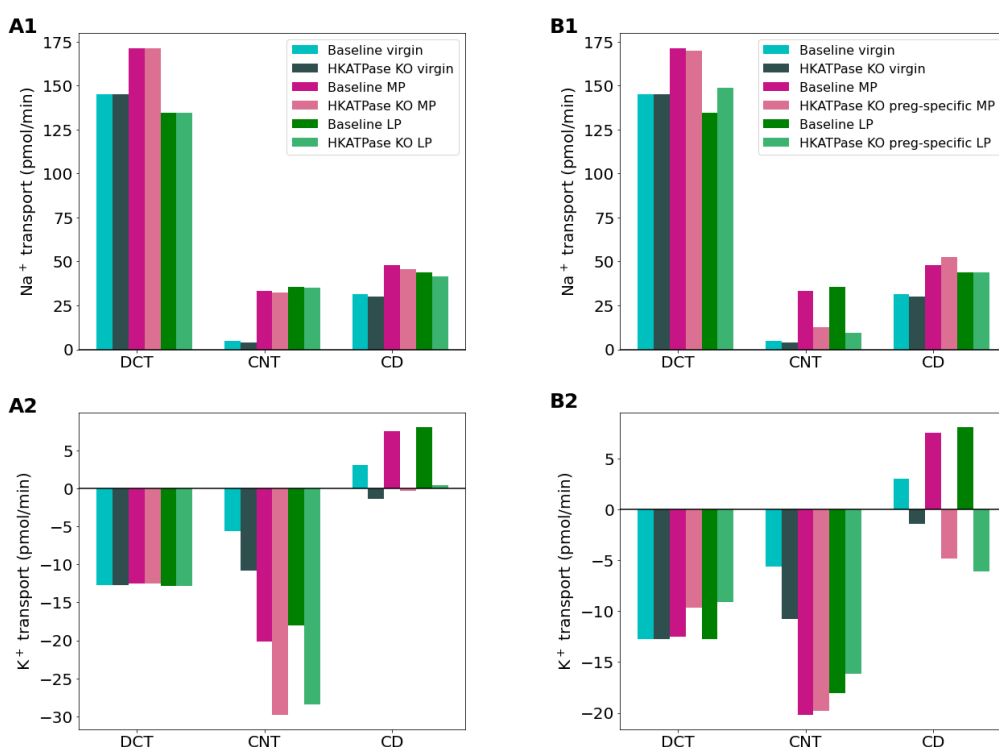 A1
Na⁺ transport (pmol/min)
175
150
125
100
75
50
25
0
Baseline virgin
HKATPase KO virgin
Baseline MP
HKATPase KO MP
Baseline LP
HKATPase KO LP
DCT CNT CD
B1
Na⁺ transport (pmol/min)
175
150
125
100
75
50
25
0
Baseline virgin
HKATPase KO virgin
Baseline MP
HKATPase KO preg-specific MP
Baseline LP
HKATPase KO preg-specific LP
DCT CNT CD
A2
K⁺ transport (pmol/min)
5
0
−5
−10
−15
−20
−25
−30
DCT CNT CD
B2
K⁺ transport (pmol/min)
5
0
−5
−10
−15
−20
DCT CNT CD